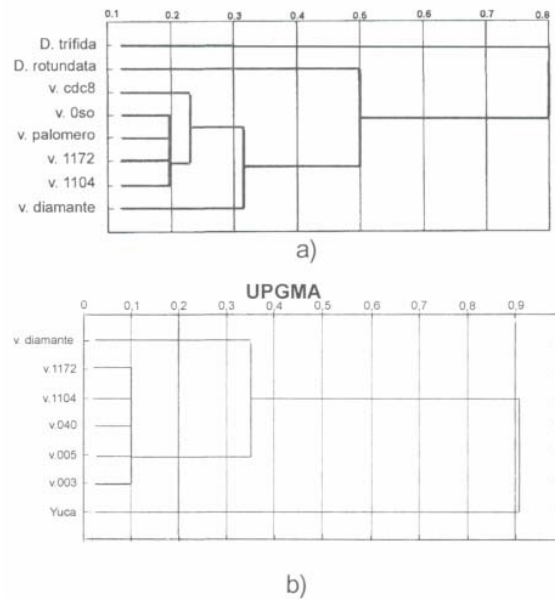 0.1 0.2 0.3 0.4 0.5 0.6 0.7 0.8
D. trifida
D. rotundata
v. cdc8
v. 0so
v. palomero
v. 1172
v. 1104
v. diamante
a)
UPGMA
0 0,1 0,2 0,3 0,4 0,5 0,6 0,7 0,8 0,9
v. diamante
v.1172
v.1104
v.040
v.005
v.003
Yuca
b)